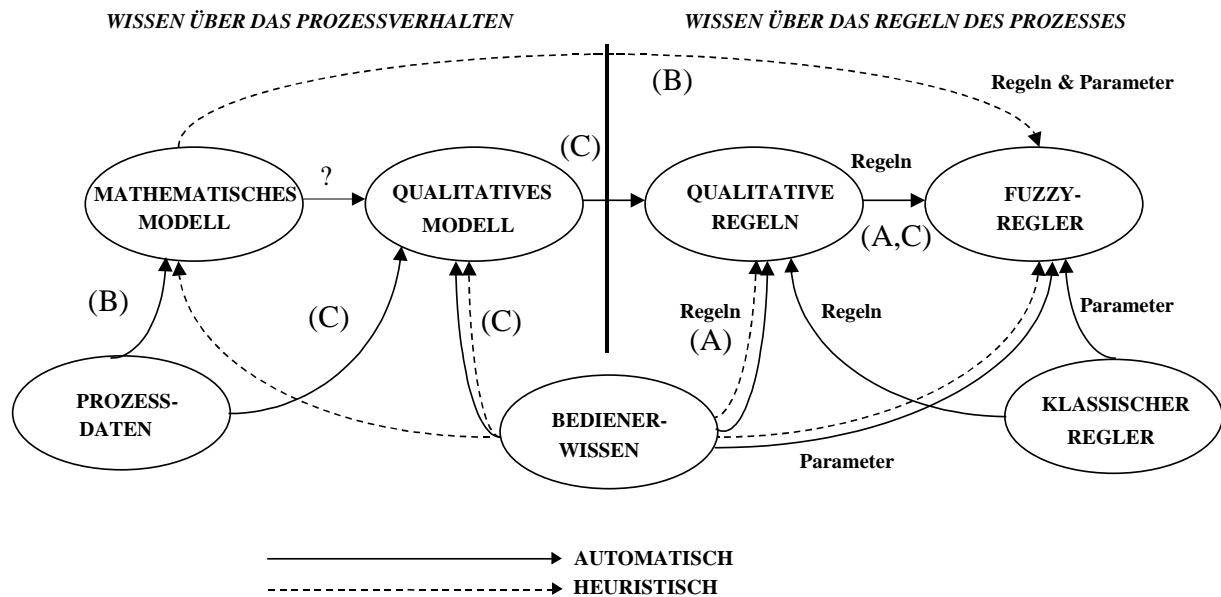 WISSEN ÜBER DAS PROZESSVERHALTEN
WISSEN ÜBER DAS REGELN DES PROZESSES
(B)
Regeln & Parameter
(C)
Regeln
?
MATHEMATISCHES
MODELL
QUALITATIVES
MODELL
QUALITATIVE
REGELN
FUZZY-
REGLER
(A,C)
(B)
(C)
(C)
Regeln
(A)
Regeln
Parameter
PROZESS-
DATEN
BEDIENER-
WISSEN
KLASSISCHER
REGLER
Parameter
AUTOMATISCH
HEURISTISCH